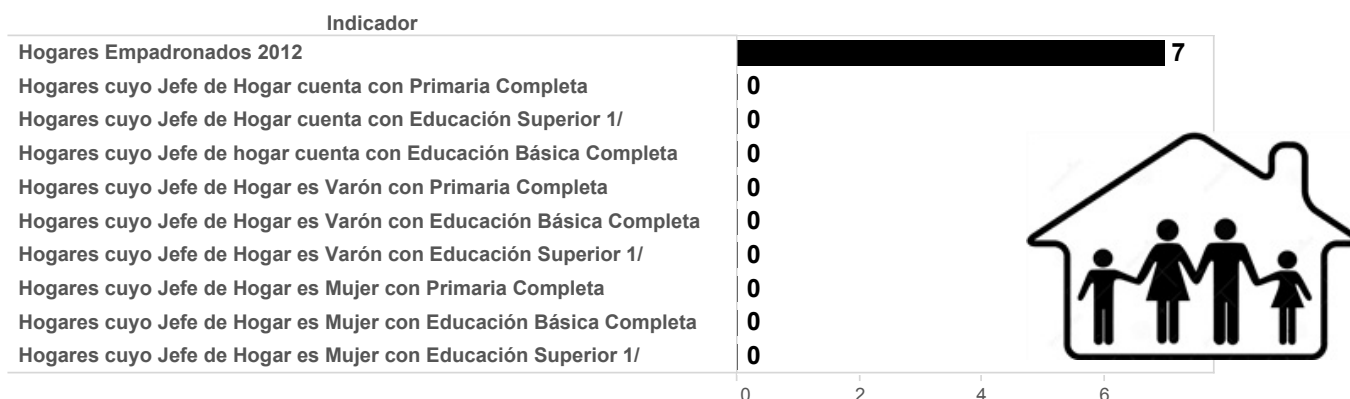 Indicador
Hogares Empadronados 2012 7
Hogares cuyo Jefe de Hogar cuenta con Primaria Completa 0
Hogares cuyo Jefe de Hogar cuenta con Educación Superior 1/ 0
Hogares cuyo Jefe de hogar cuenta con Educación Básica Completa 0
Hogares cuyo Jefe de Hogar es Varón con Primaria Completa 0
Hogares cuyo Jefe de Hogar es Varón con Educación Básica Completa 0
Hogares cuyo Jefe de Hogar es Varón con Educación Superior 1/ 0
Hogares cuyo Jefe de Hogar es Mujer con Primaria Completa 0
Hogares cuyo Jefe de Hogar es Mujer con Educación Básica Completa 0
Hogares cuyo Jefe de Hogar es Mujer con Educación Superior 1/ 0
0 2 4 6